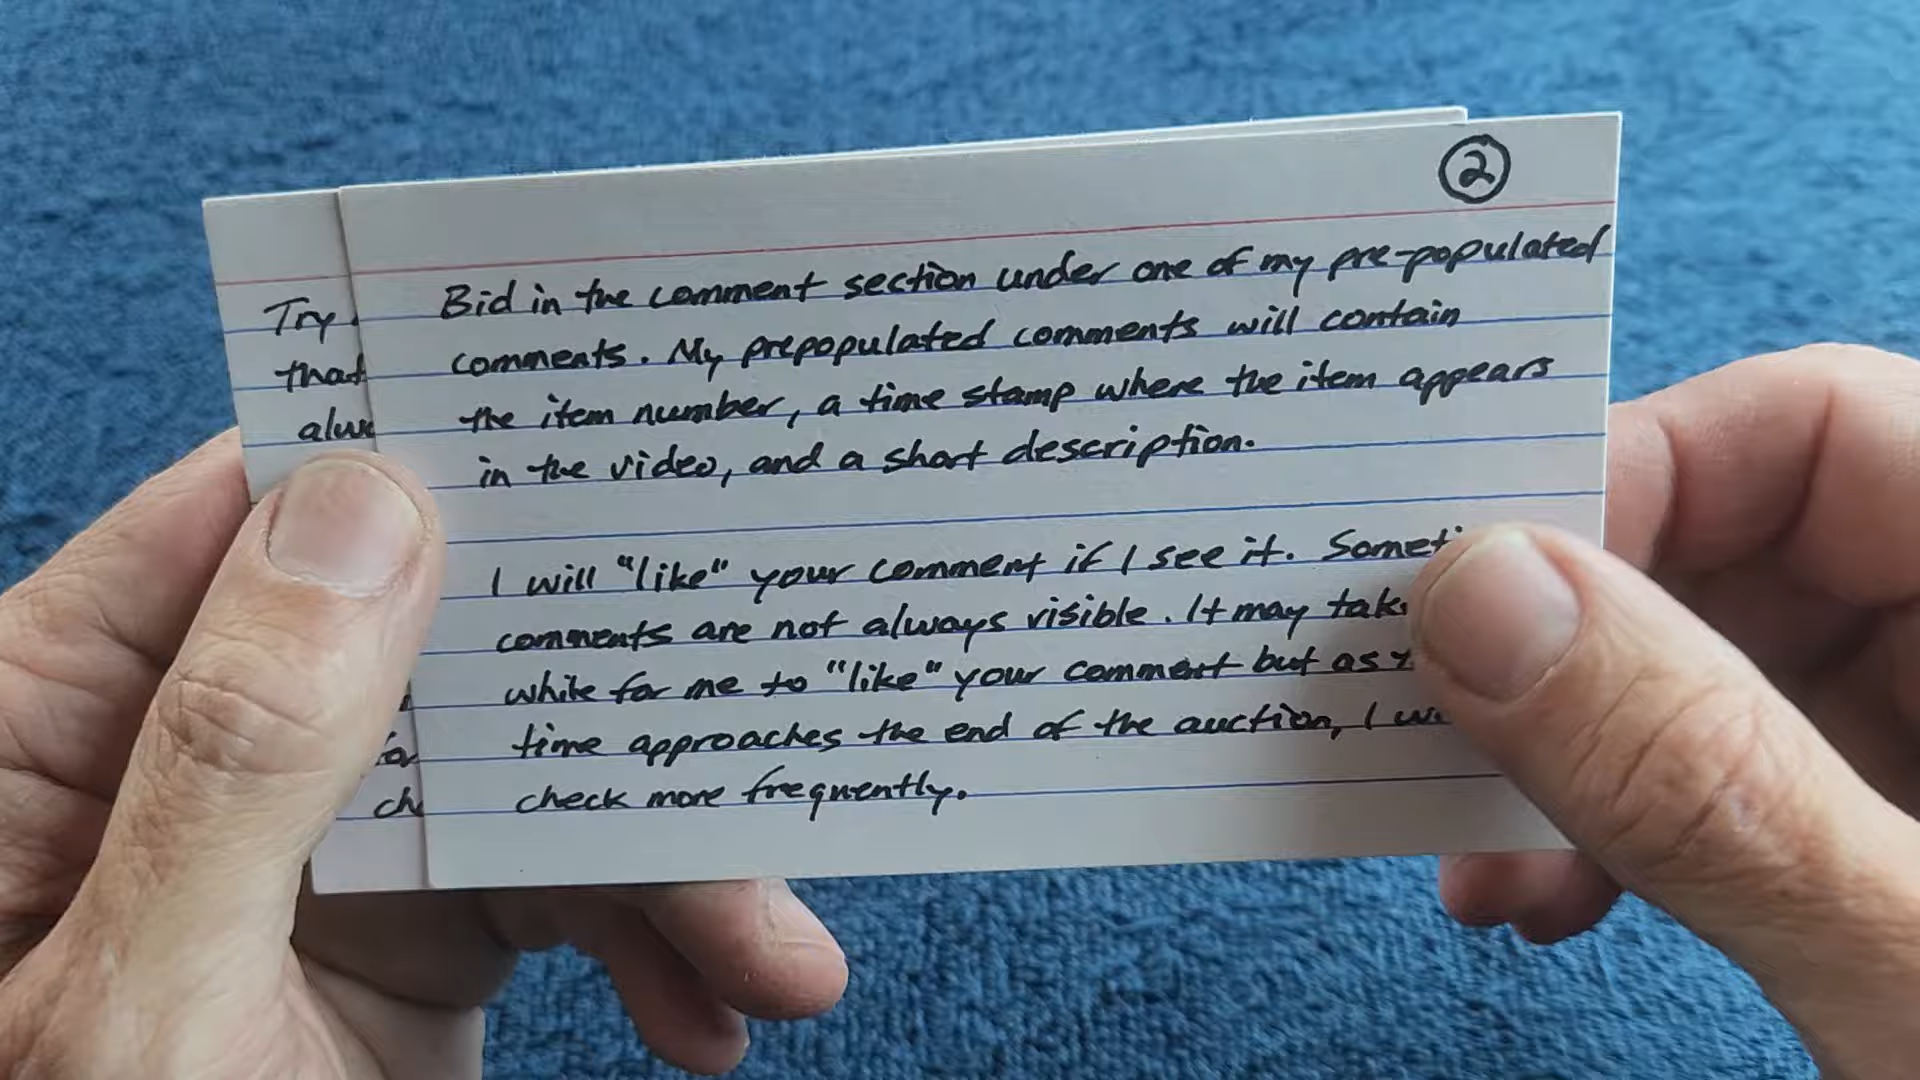 ②
Bid in the comment section under one of my pre-populated
comments. My prepopulated comments will contain
the item number, a time stamp where the item appears
in the video, and a short description.
I will "like" your comment if I see it.
comments are not always visible. It may
while for me to "like" your comment but as
time approaches the end of the auction, I
check more frequently.
Try
that